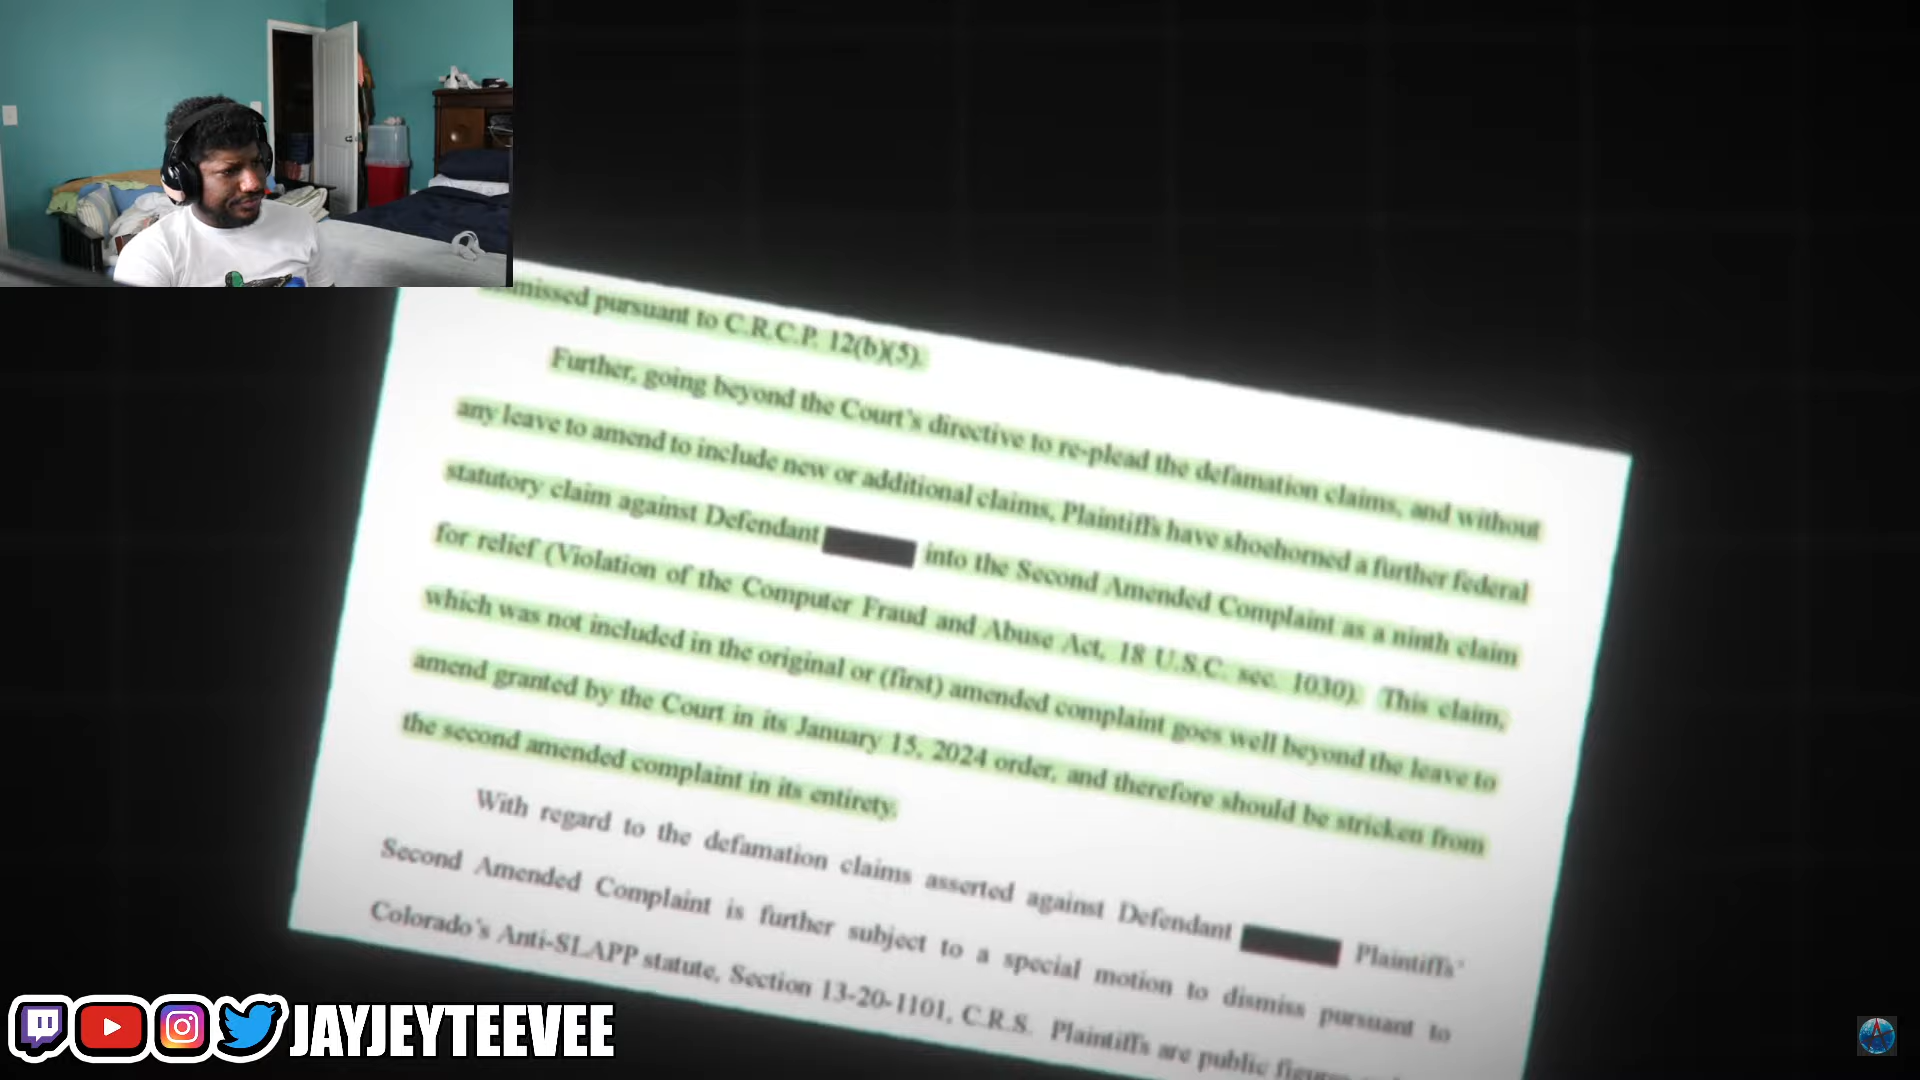 missed pursuant to C.R.C.P. 12(b)(5).
Further, going beyond the Court's directive to re-plead the defamation claims, and without
any leave to amend to include new or additional claims, Plaintiffs have shoehorned a further federal
statutory claim against Defendant into the Second Amended Complaint as a ninth claim
for relief (Violation of the Computer Fraud and Abuse Act, 18 U.S.C. sec. 1030). This claim,
which was not included in the original or (first) amended complaint goes well beyond the leave to
amend granted by the Court in its January 15, 2024 order, and therefore should be stricken from
the second amended complaint in its entirety.
With regard to the defamation claims asserted against Defendant Plaintiffs'
Second Amended Complaint is further subject to a special motion to dismiss pursuant to
Colorado's Anti-SLAPP statute, Section 13-20-1101, C.R.S. Plaintiffs are public
JAYJEYTEEVEE